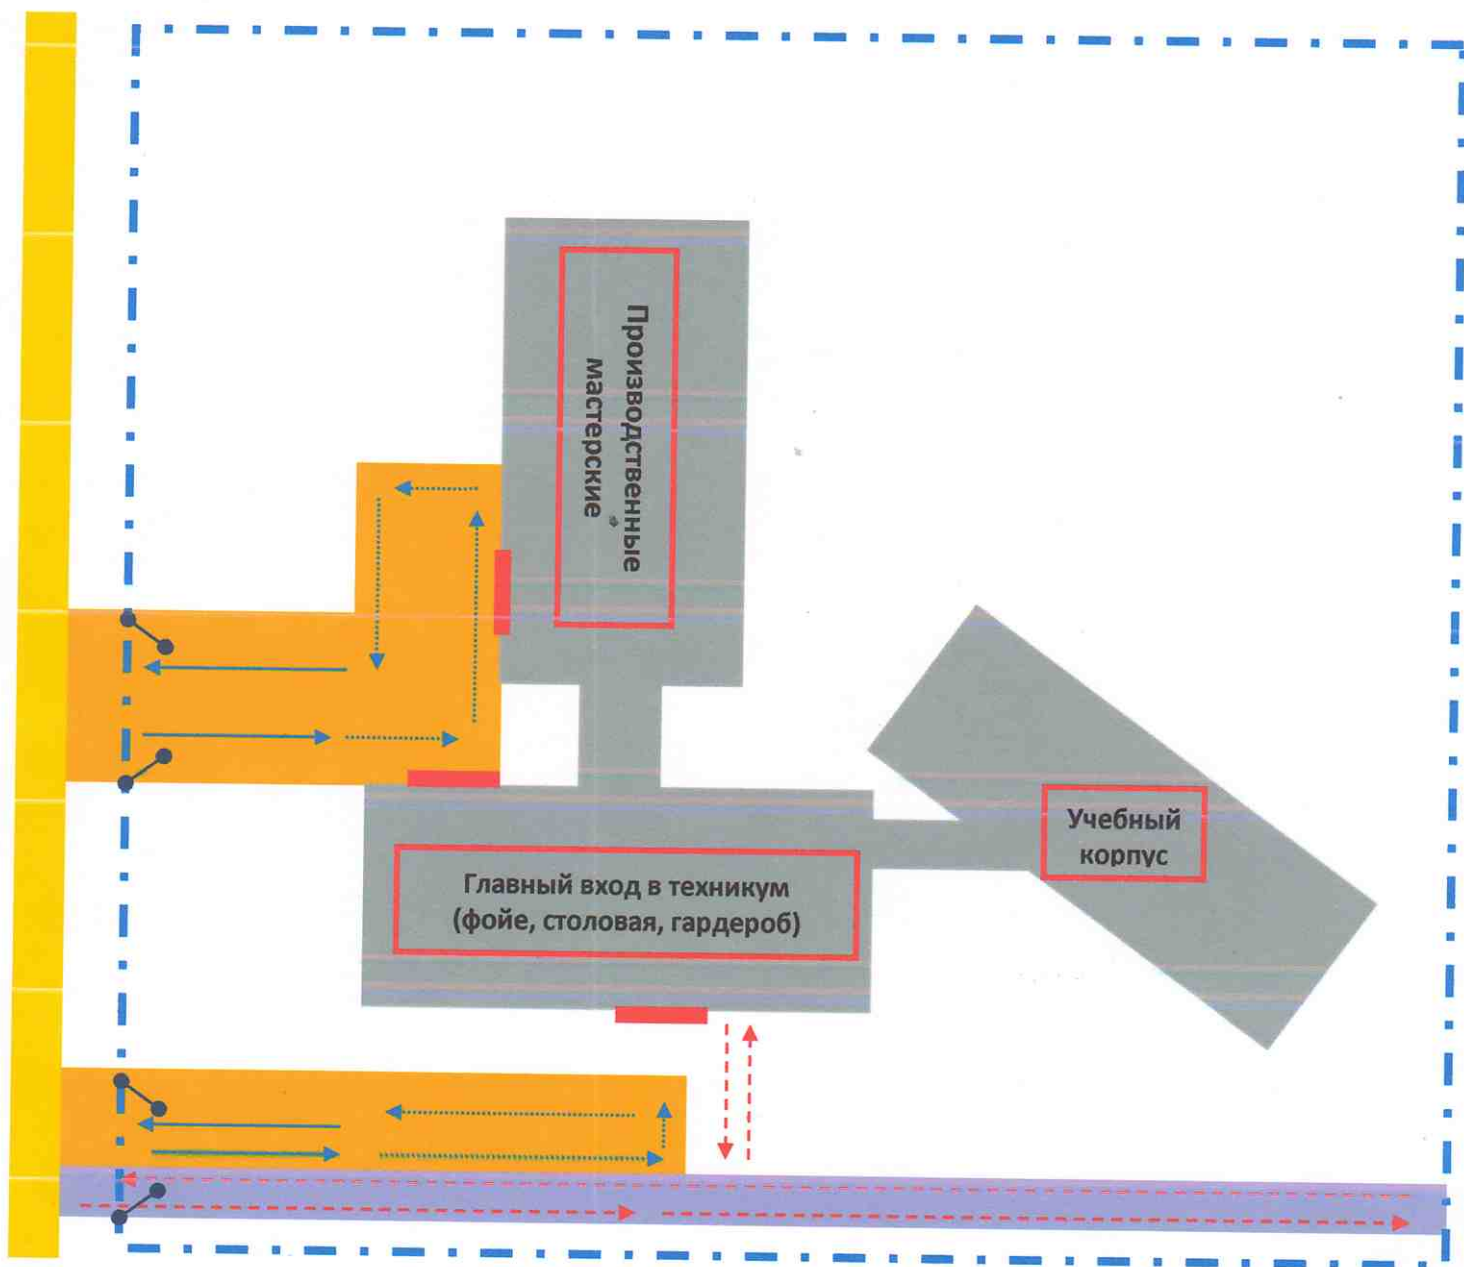 Производственные
мастерские
Учебный
корпус
Главный вход в техникум
(фойе, столовая, гардероб)